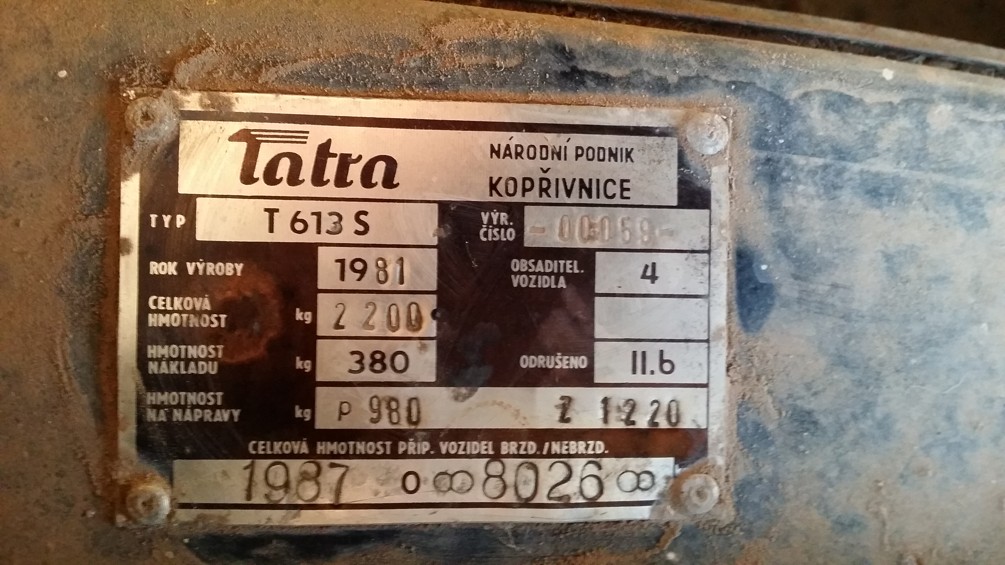 Tatra NÁRODNÍ PODNIK
KOPŘIVNICE
TYP T 613 S VÝR. ČÍSLO
ROK VÝROBY 1981 OBSADITEL. VOZIDLA 4
CELKOVÁ HMOTNOST kg 2 200
HMOTNOST NÁKLADU kg 380 ODRUŠENO II.b
HMOTNOST NA NÁPRAVY kg P 980 Z 1220
CELKOVÁ HMOTNOST PŘÍP. VOZIDEL BRZD./NEBRZD.
1987 O ∞ 8026 ∞